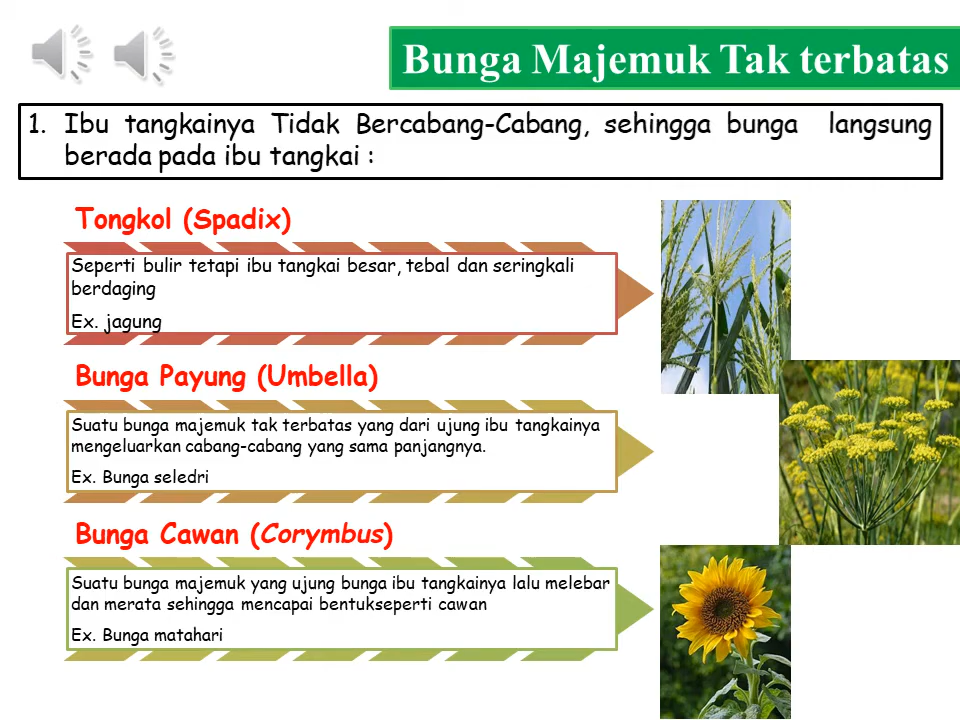 Bunga Majemuk Tak terbatas
1. Ibu tangkainya Tidak Bercabang-Cabang, sehingga bunga langsung
berada pada ibu tangkai :
Tongkol (Spadix)
Seperti bulir tetapi ibu tangkai besar, tebal dan seringkali
berdaging
Ex. jagung
Bunga Payung (Umbella)
Suatu bunga majemuk tak terbatas yang dari ujung ibu tangkainya
mengeluarkan cabang-cabang yang sama panjangnya.
Ex. Bunga seledri
Bunga Cawan (Corymbus)
Suatu bunga majemuk yang ujung bunga ibu tangkainya lalu melebar
dan merata sehingga mencapai bentukseperti cawan
Ex. Bunga matahari